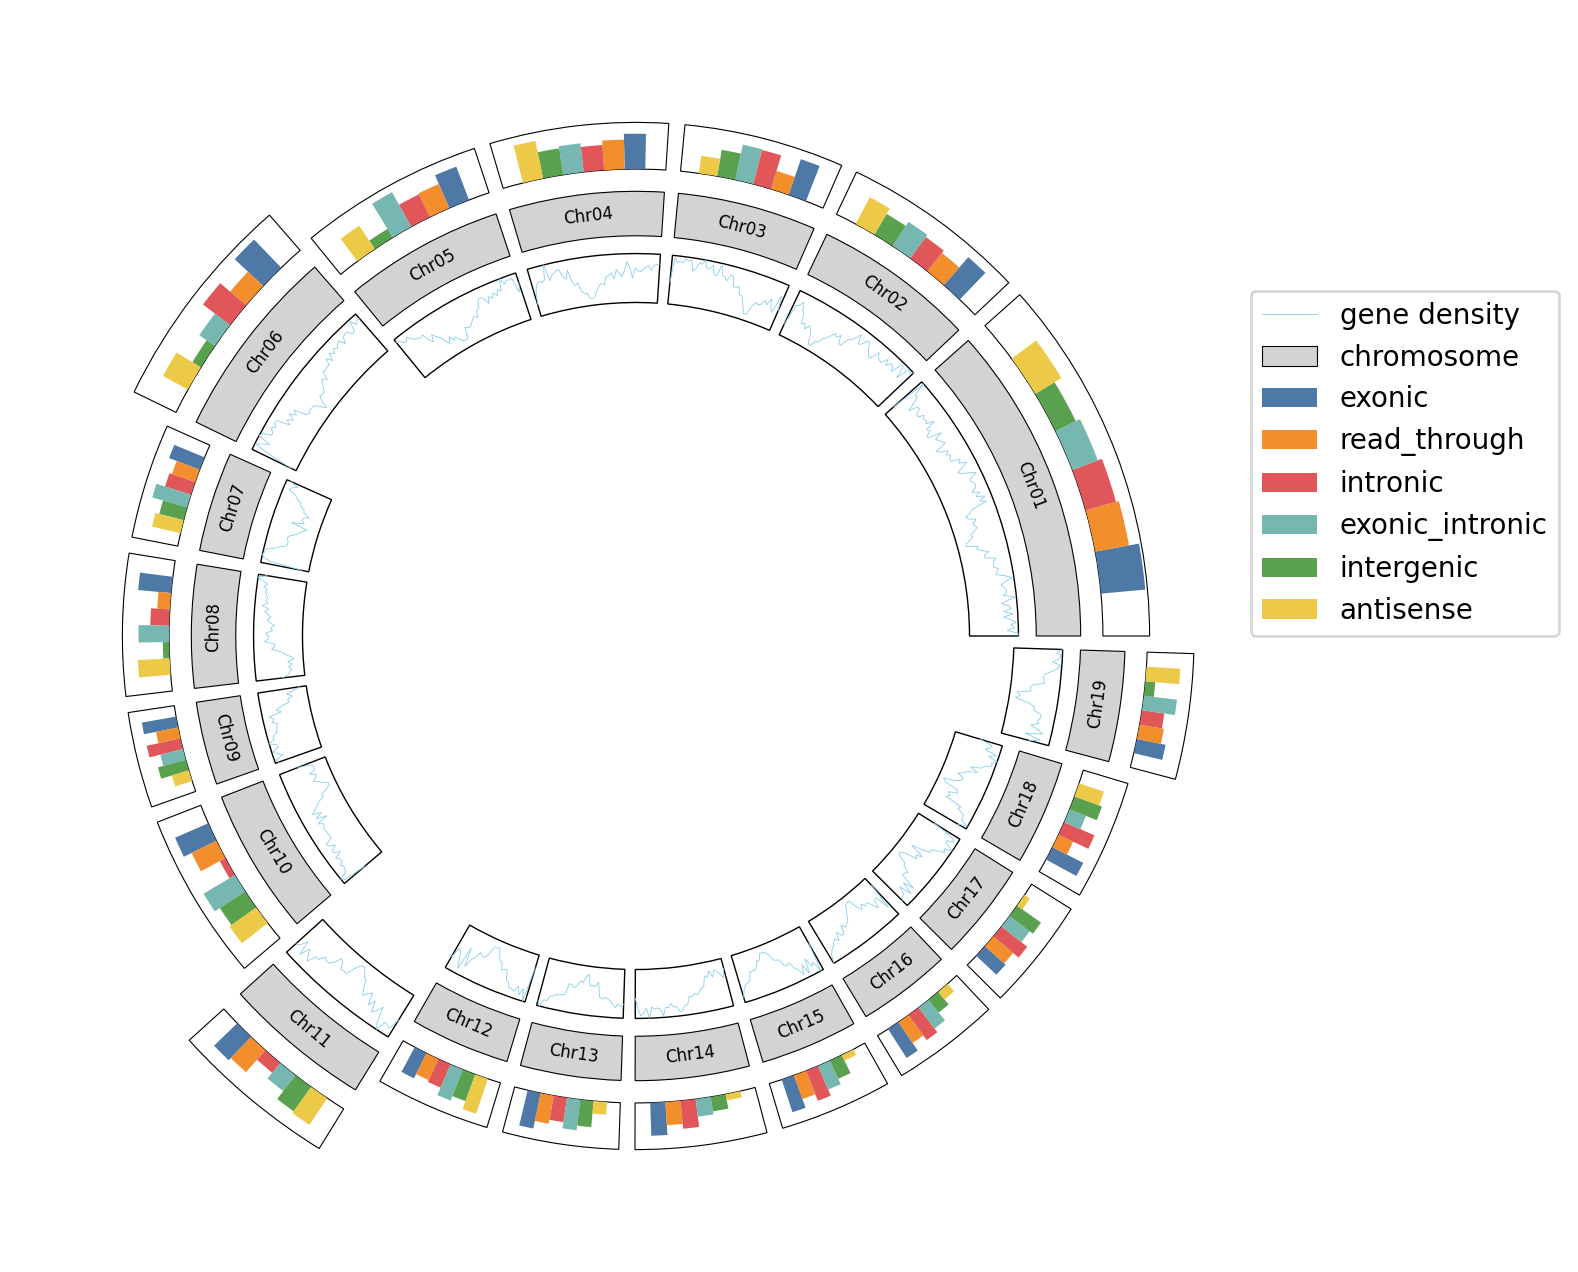 Chr04
Chr03
Chr05
Chr02
Chr06
Chr01
Chr07
Chr08
Chr19
Chr09
Chr18
Chr10
Chr17
Chr16
Chr11
Chr12
Chr15
Chr13
Chr14
gene density
chromosome
exonic
read_through
intronic
exonic_intronic
intergenic
antisense